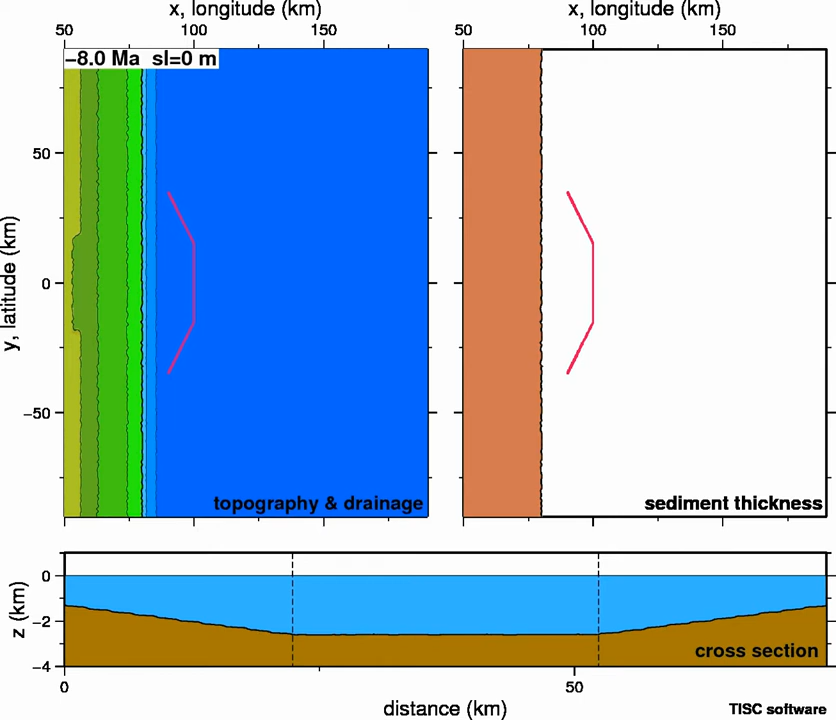 x, longitude (km)
x, longitude (km)
50 100 150
50 100 150
−8.0 Ma sl=0 m
y, latitude (km)
50
0
−50
topography & drainage
sediment thickness
z (km)
0
−2
−4
cross section
0 50
distance (km)
TISC software